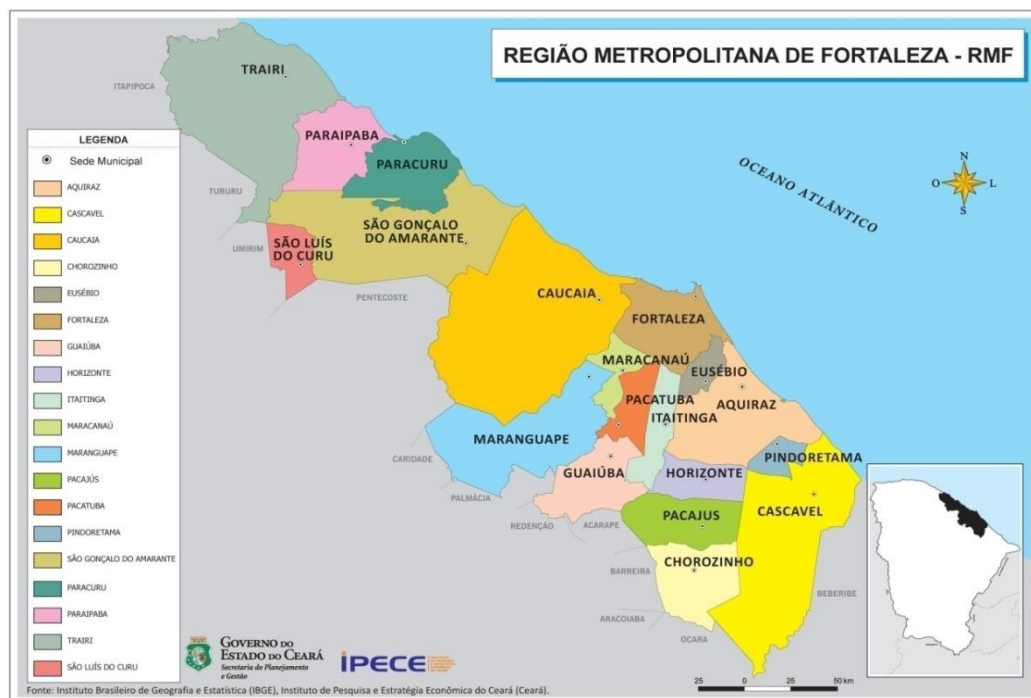 REGIÃO METROPOLITANA DE FORTALEZA - RMF
TRAIRI
ITAPIPOCA
PARAIPABA
PARACURU
OCEANO ATLÂNTICO
N
O
L
S
TURURU
SÃO GONÇALO
DO AMARANTE
UMIRIM
SÃO LUÍS
DO CURU
PENTECOSTE
CAUCAIA
FORTALEZA
MARACANAÚ
EUSÉBIO
PACATUBA
AQUIRAZ
ITAITINGA
MARANGUAPE
CARIDADE
PINDORETAMA
GUAIÚBA
HORIZONTE
PALMÁCIA
CASCAVEL
REDENÇÃO
ACARAPE
PACAJUS
CHOROZINHO
BARREIRA
BEBERIBE
ARACOIABA
OCARA
LEGENDA
Sede Municipal
AQUIRAZ
CASCAVEL
CAUCAIA
CHOROZINHO
EUSÉBIO
FORTALEZA
GUAIÚBA
HORIZONTE
ITAITINGA
MARACANAÚ
MARANGUAPE
PACAJÚS
PACATUBA
PINDORETAMA
SÃO GONÇALO DO AMARANTE
PARACURU
PARAIPABA
TRAIRI
SÃO LUÍS DO CURU
GOVERNO DO
ESTADO DO CEARÁ
Secretaria do Planejamento
e Gestão
IPECE
25 0 25 50 km
Fonte: Instituto Brasileiro de Geografia e Estatística (IBGE), Instituto de Pesquisa e Estratégia Econômica do Ceará (Ceará).